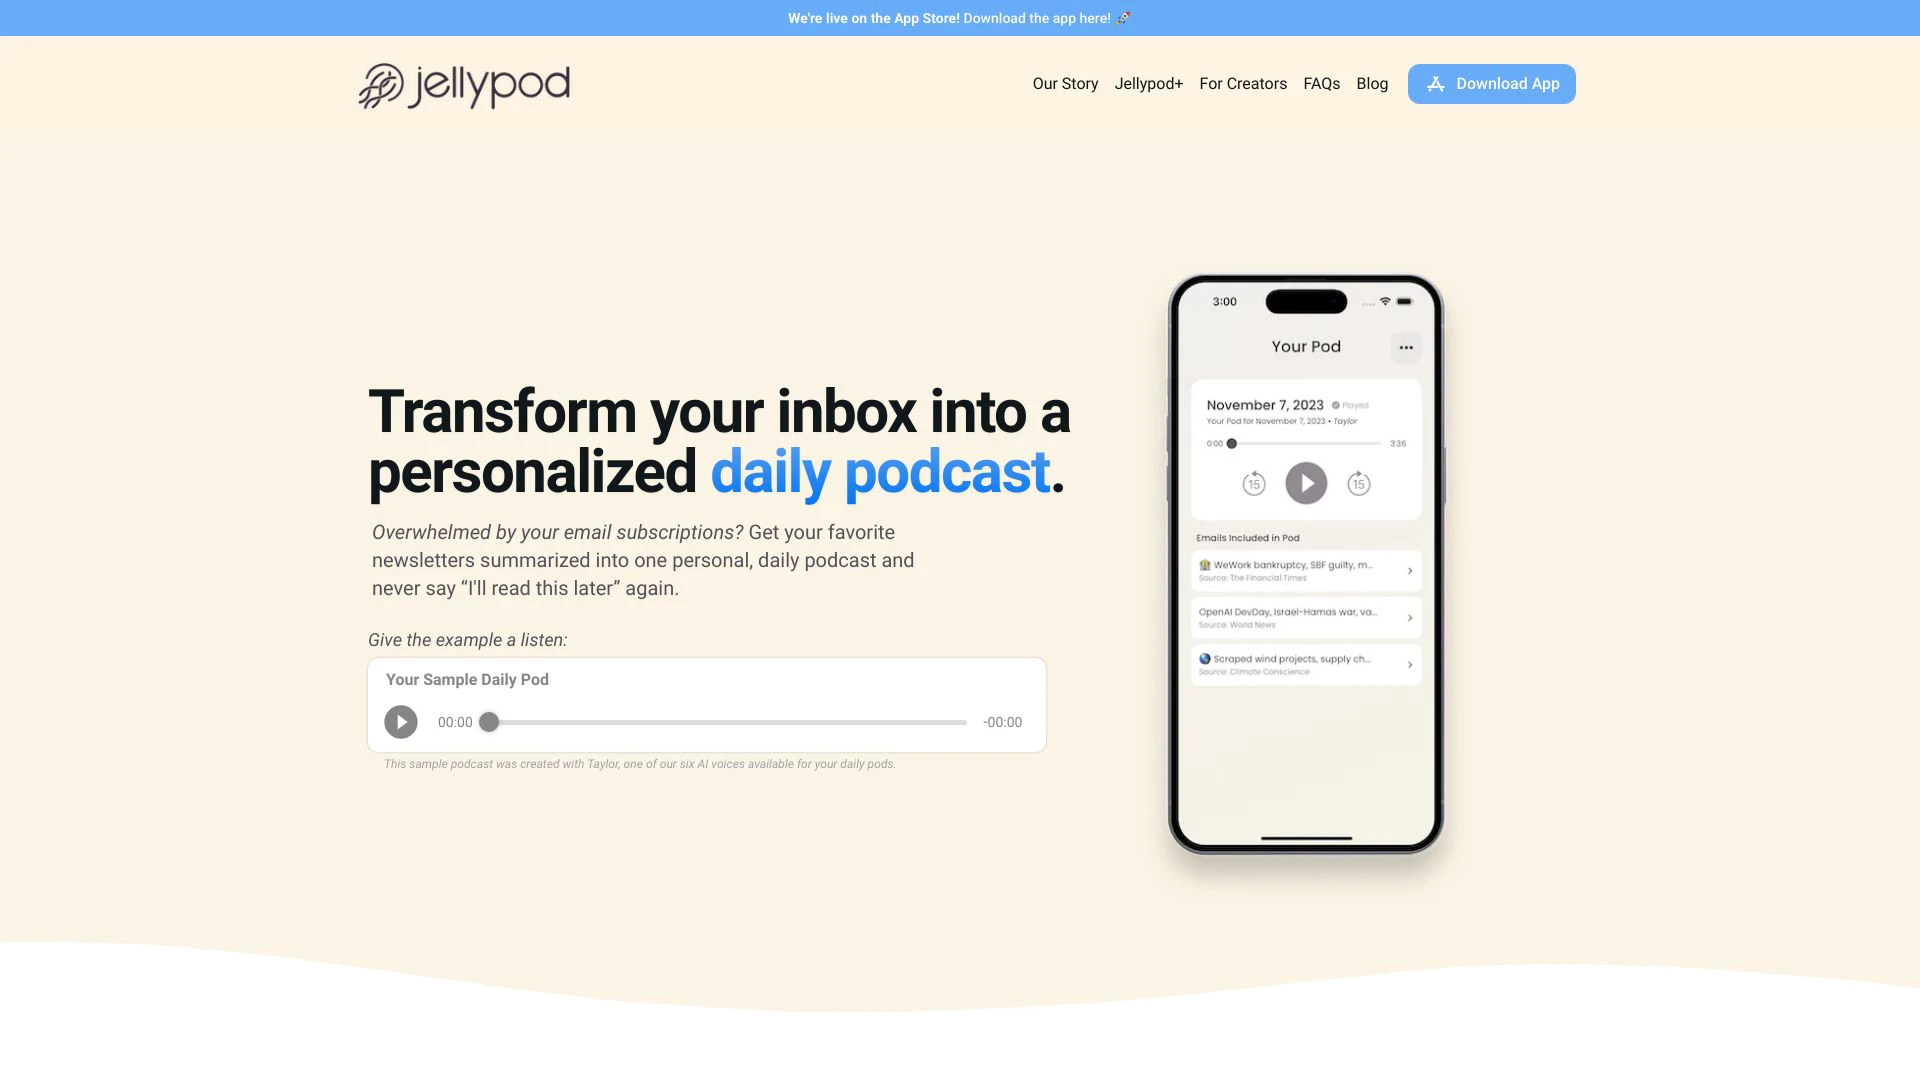 We're live on the App Store! Download the app here! 🚀
jellypod
Our Story
Jellypod+
For Creators
FAQs
Blog
Download App
Transform your inbox into a
personalized daily podcast.
Overwhelmed by your email subscriptions? Get your favorite
newsletters summarized into one personal, daily podcast and
never say “I'll read this later” again.
Give the example a listen:
Your Sample Daily Pod
00:00
-00:00
This sample podcast was created with Taylor, one of our six AI voices available for your daily pods.
3:00
Your Pod
November 7, 2023
Played
Your Pod for November 7, 2023 • Taylor
0:00
3:36
15
15
Emails Included in Pod
WeWork bankruptcy, SBF guilty, m...
Source: The Financial Times
OpenAI DevDay, Israel-Hamas war, va...
Source: World News
Scraped wind projects, supply ch...
Source: Climate Conscience